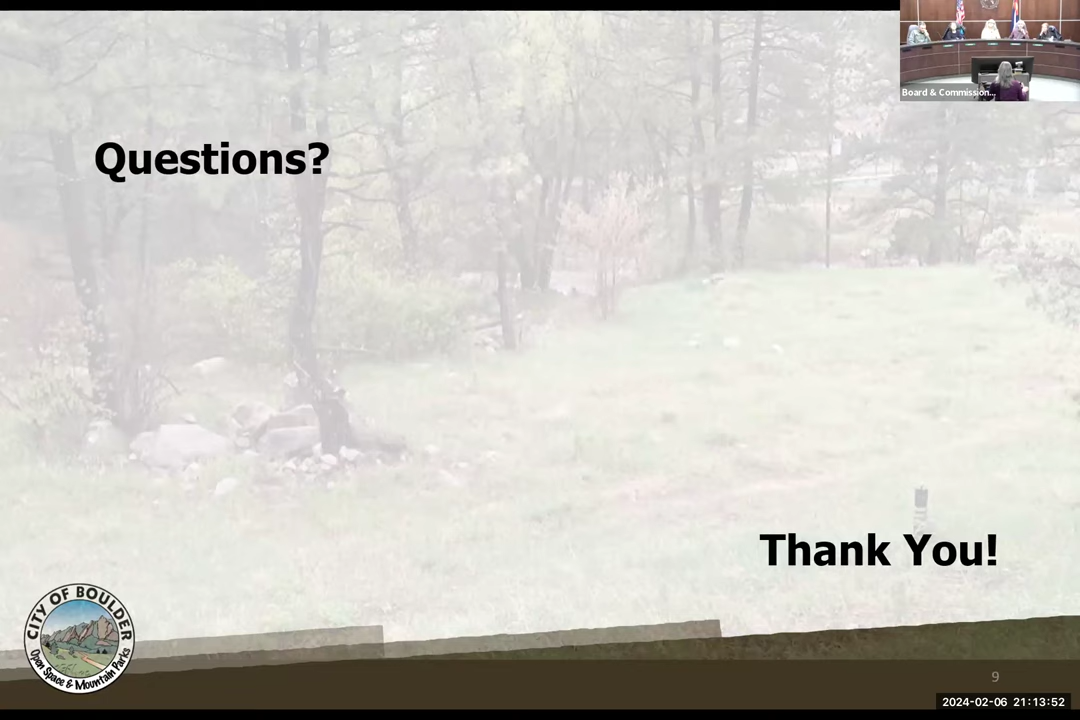 Board & Commission...
Questions?
Thank You!
CITY OF BOULDER
Open Space & Mountain Parks
9
2024-02-06 21:13:52